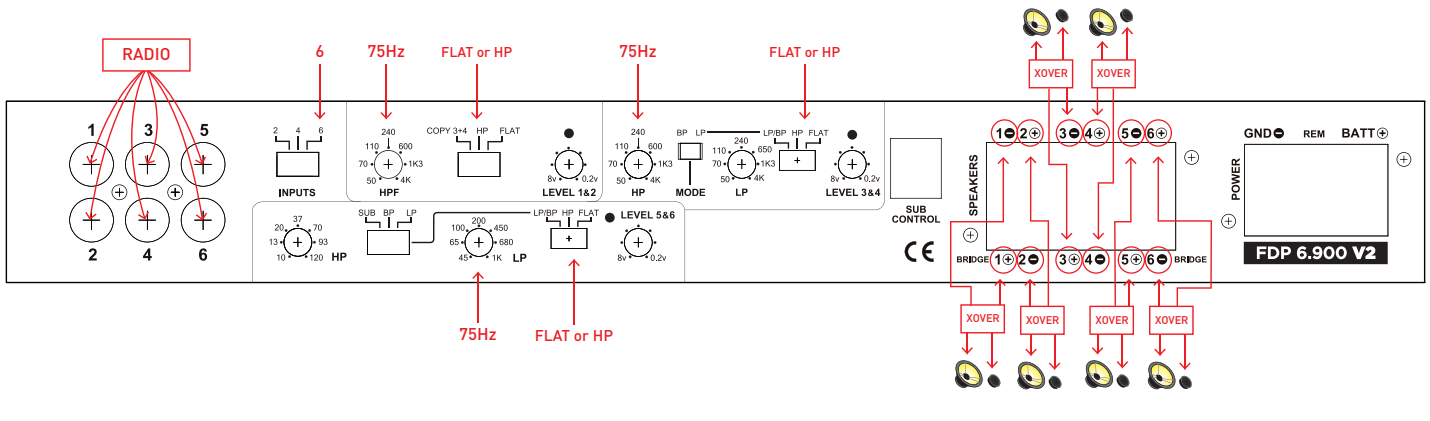 RADIO
6
75Hz
FLAT or HP
75Hz
FLAT or HP
XOVER
XOVER
1
3
5
2
4
6
2 4 6
INPUTS
240
110 600
70 1K3
50 4K
HPF
COPY 3+4 HP FLAT
8v 0.2v
LEVEL 1&2
240
110 600
70 1K3
50 4K
HP
BP LP
MODE
240
110 650
70 1K3
50 4K
LP
LP/BP HP FLAT
8v 0.2v
LEVEL 3&4
SUB
CONTROL
CE
SPEAKERS
1⊖ 2⊕ 3⊖ 4⊕ 5⊖ 6⊕
BRIDGE 1⊕ 2⊖ 3⊕ 4⊖ 5⊕ 6⊖ BRIDGE
GND⊖ REM BATT⊕
POWER
FDP 6.900 V2
37
20 70
13 93
10 120
HP
SUB BP LP
200
100 450
65 680
45 1K
LP
LP/BP HP FLAT
LEVEL 5&6
8v 0.2v
75Hz
FLAT or HP
XOVER
XOVER
XOVER
XOVER